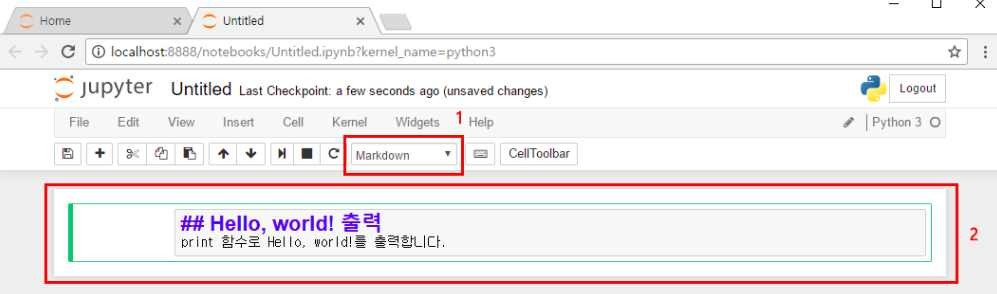 Home
Untitled
localhost:8888/notebooks/Untitled.ipynb?kernel_name=python3
jupyter Untitled Last Checkpoint: a few seconds ago (unsaved changes) Logout
File Edit View Insert Cell Kernel Widgets Help Python 3
1
Markdown CellToolbar
## Hello, world! 출력
print 함수로 Hello, world!를 출력합니다.
2